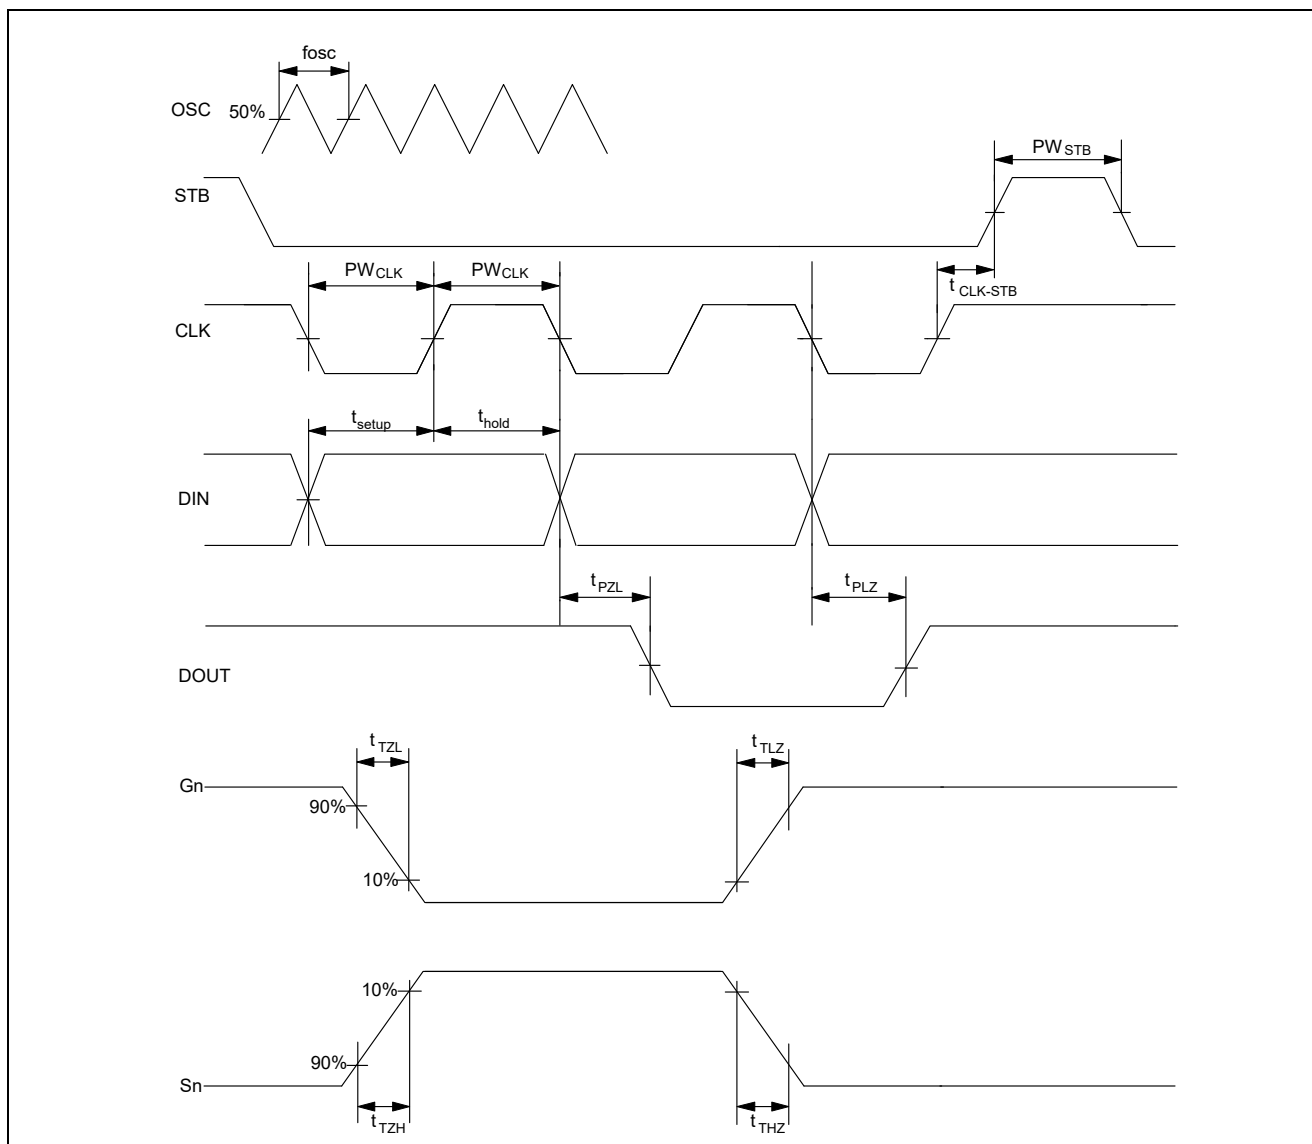 fosc
OSC
50%
PWSTB
STB
PWCLK
PWCLK
tCLK-STB
CLK
tsetup
thold
DIN
tPZL
tPLZ
DOUT
tTZL
tTLZ
Gn
90%
10%
10%
90%
Sn
tTZH
tTHZ